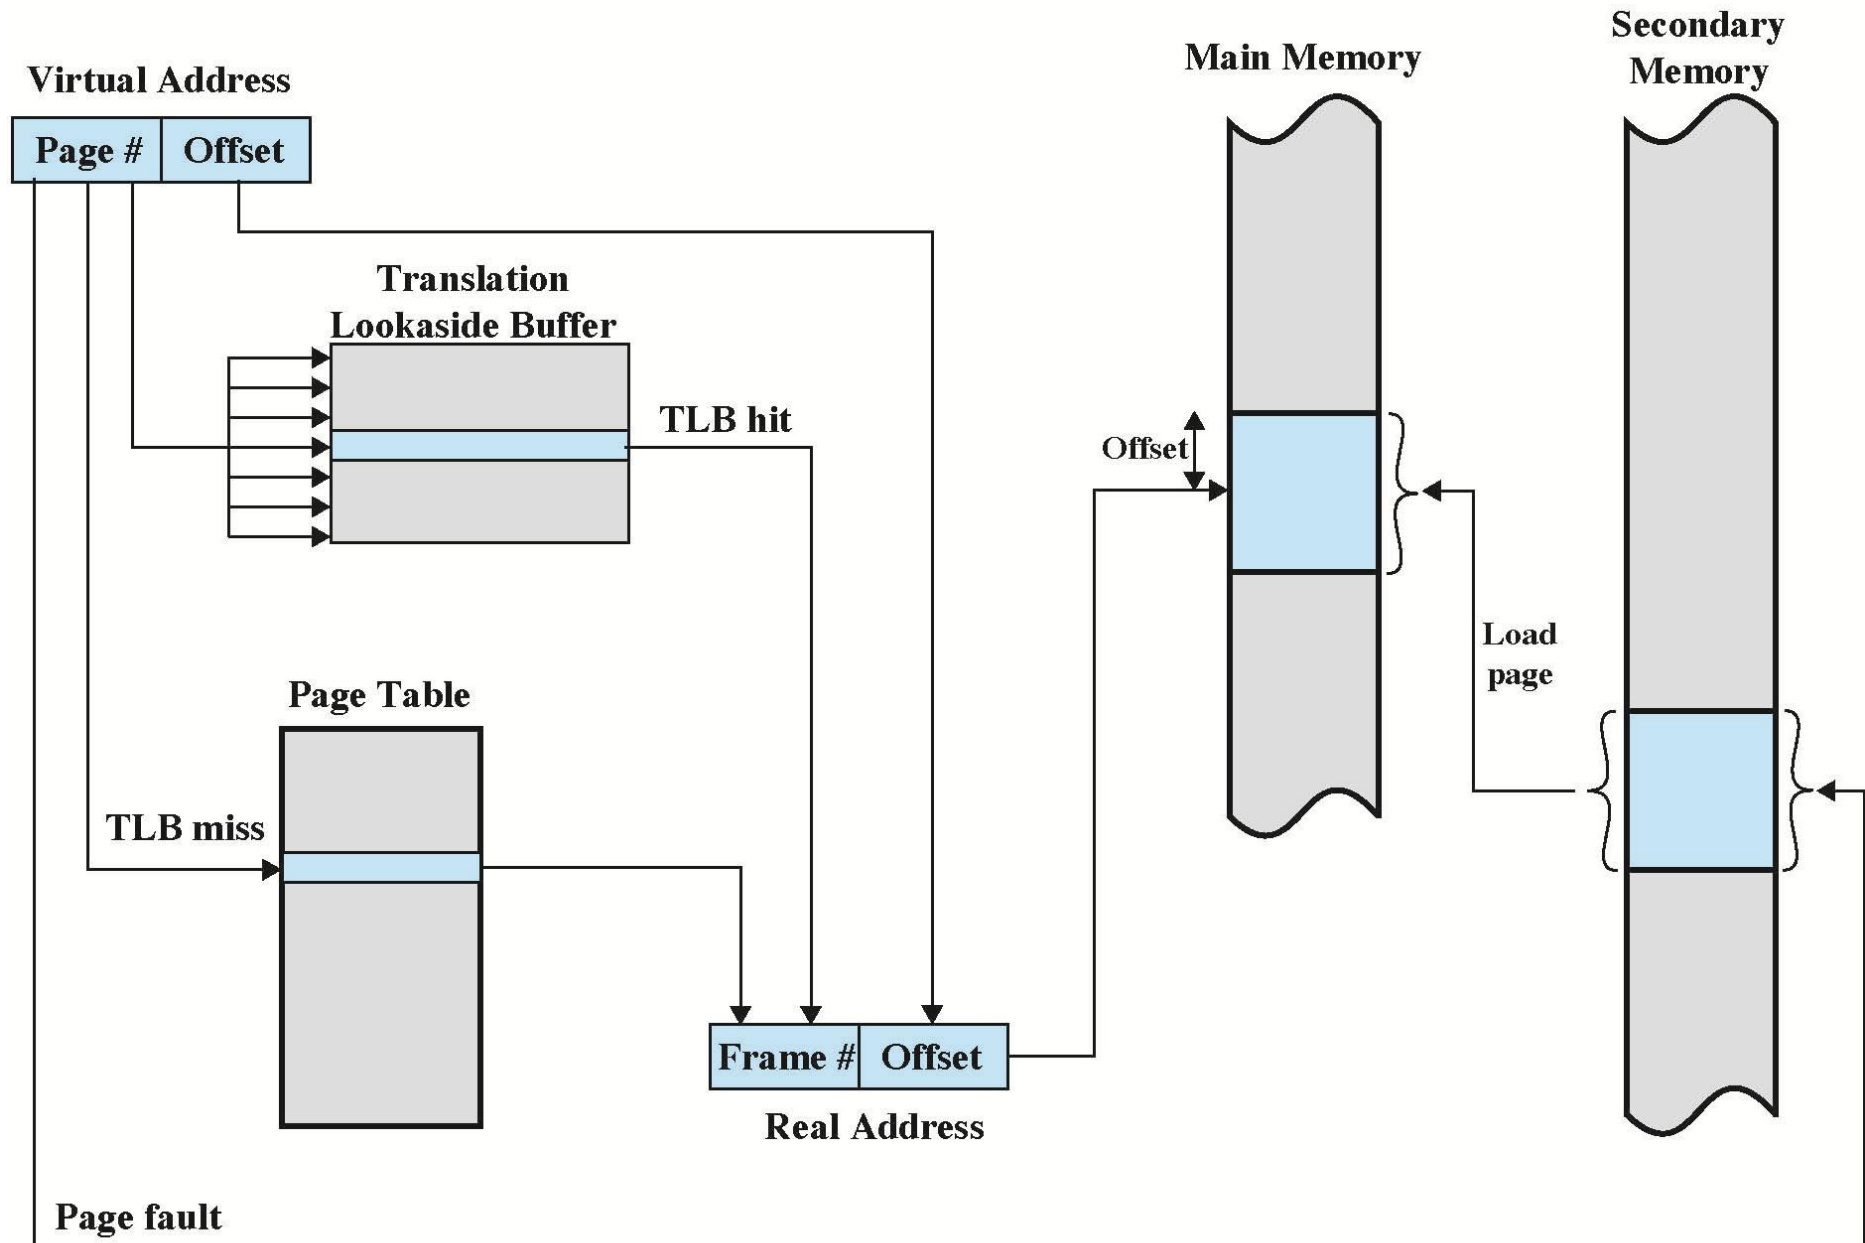 Secondary
Memory
Main Memory
Virtual Address
Page #
Offset
Translation
Lookaside Buffer
TLB hit
Offset
Load
page
Page Table
TLB miss
Frame #
Offset
Real Address
Page fault